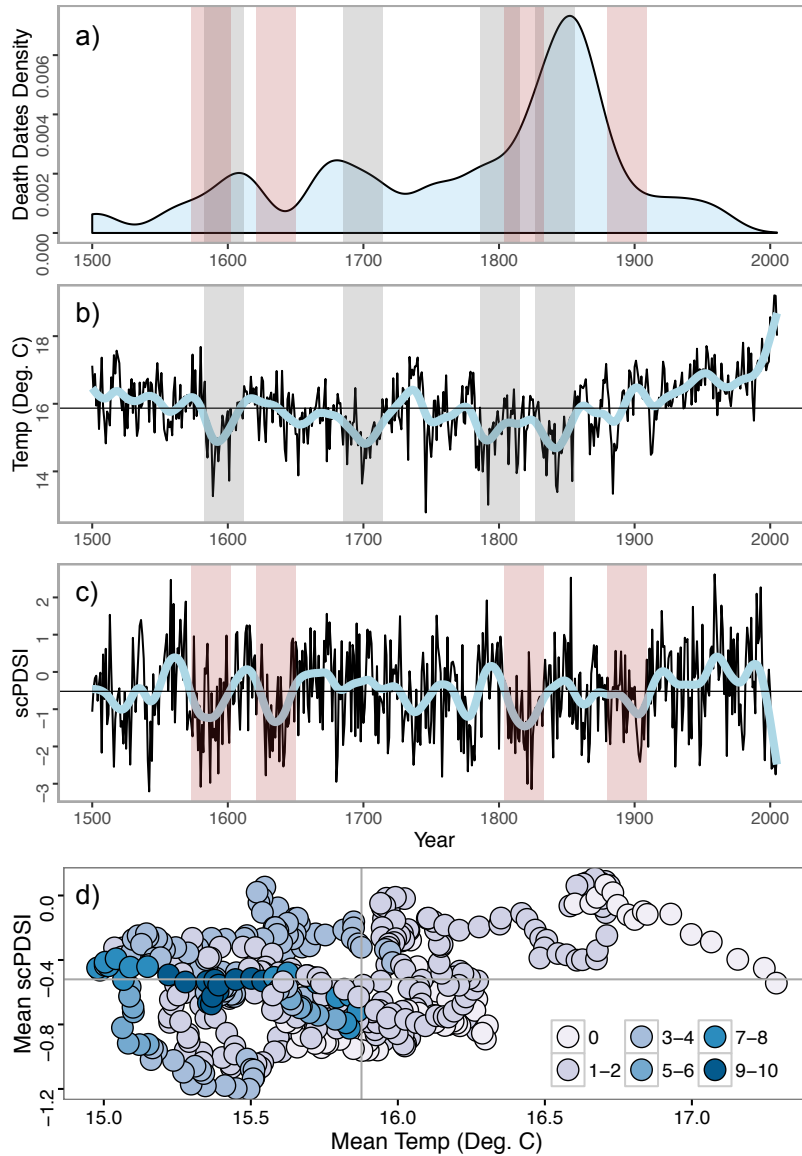 a)
Death Dates Density
0.006
0.004
0.002
0.000
1500 1600 1700 1800 1900 2000
b)
Temp (Deg. C)
18
16
14
1500 1600 1700 1800 1900 2000
c)
scPDSI
2
1
0
−1
−2
−3
1500 1600 1700 1800 1900 2000
Year
d)
Mean scPDSI
0.0
−0.4
−0.8
−1.2
0 3−4 7−8
1−2 5−6 9−10
15.0 15.5 16.0 16.5 17.0
Mean Temp (Deg. C)